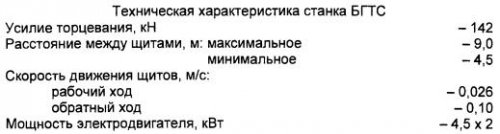 Техническая характеристика станка БГТС
Усилие торцевания, кН – 142
Расстояние между щитами, м: максимальное – 9,0
минимальное – 4,5
Скорость движения щитов, м/с:
рабочий ход – 0,026
обратный ход – 0,10
Мощность электродвигателя, кВт – 4,5 x 2